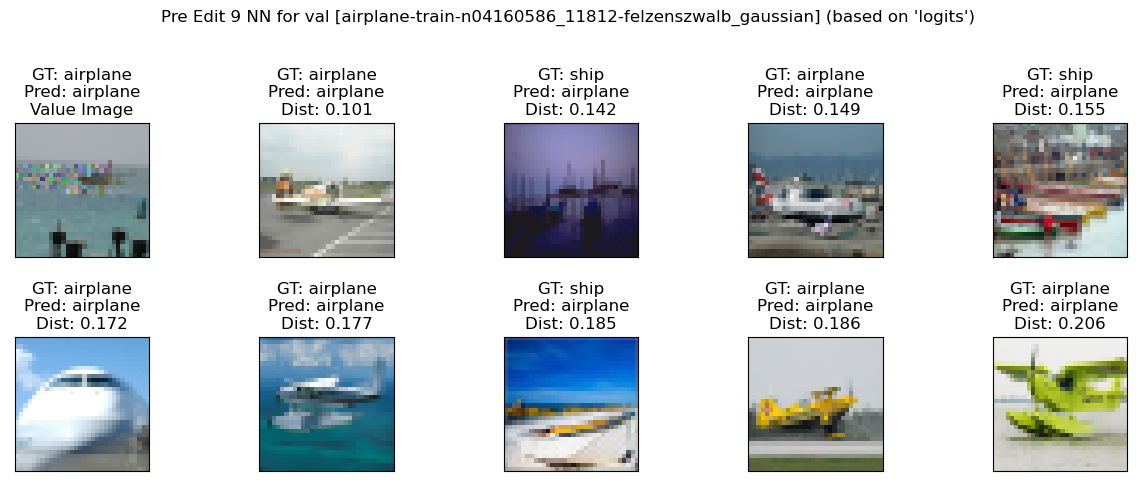 Pre Edit 9 NN for val [airplane-train-n04160586_11812-felzenszwalb_gaussian] (based on 'logits')
GT: airplane
Pred: airplane
Value Image
GT: airplane
Pred: airplane
Dist: 0.101
GT: ship
Pred: airplane
Dist: 0.142
GT: airplane
Pred: airplane
Dist: 0.149
GT: ship
Pred: airplane
Dist: 0.155
GT: airplane
Pred: airplane
Dist: 0.172
GT: airplane
Pred: airplane
Dist: 0.177
GT: ship
Pred: airplane
Dist: 0.185
GT: airplane
Pred: airplane
Dist: 0.186
GT: airplane
Pred: airplane
Dist: 0.206